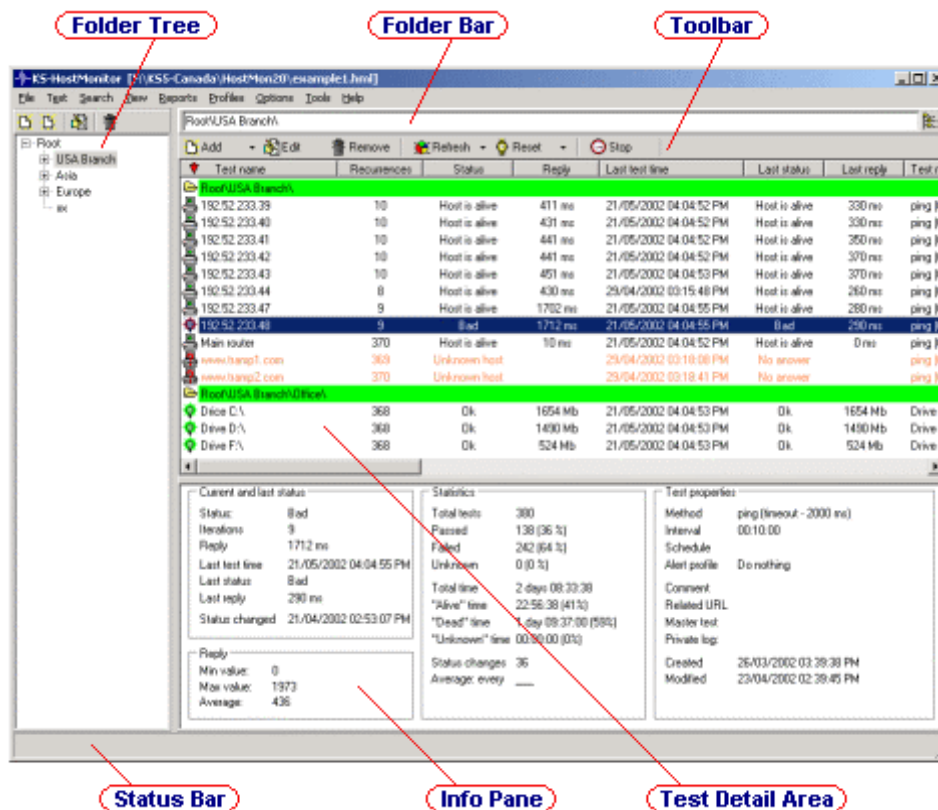 Folder Tree Folder Bar Toolbar
KS-HostMonitor [S:\KSS-Canada\HostMon20\example1.hml]
File Test Search View Reports Profiles Options Tools Help
Root\USA Branch\
Add Edit Remove Refresh Reset Stop
Root
USA Branch
Asia
Europe
Test name Recurrences Status Reply Last test time Last status Last reply Test
Root\USA Branch\
192.52.233.39 10 Host is alive 411 ms 21/05/2002 04:04:52 PM Host is alive 330 ms ping
192.52.233.40 10 Host is alive 431 ms 21/05/2002 04:04:52 PM Host is alive 330 ms ping
192.52.233.41 10 Host is alive 441 ms 21/05/2002 04:04:52 PM Host is alive 350 ms ping
192.52.233.42 10 Host is alive 441 ms 21/05/2002 04:04:52 PM Host is alive 370 ms ping
192.52.233.43 10 Host is alive 451 ms 21/05/2002 04:04:53 PM Host is alive 370 ms ping
192.52.233.44 8 Host is alive 430 ms 29/04/2002 03:15:48 PM Host is alive 260 ms ping
192.52.233.47 9 Host is alive 1702 ms 21/05/2002 04:04:55 PM Host is alive 280 ms ping
192.52.233.48 9 Bad 1712 ms 21/05/2002 04:04:55 PM Bad 290 ms ping
Main router 370 Host is alive 10 ms 21/05/2002 04:04:52 PM Host is alive 0 ms ping
369 Unknown host 29/04/2002 03:18:08 PM No answer ping
370 Unknown host 29/04/2002 03:18:41 PM No answer ping
Root\USA Branch\Office\
Drice C:\ 368 Ok 1654 Mb 21/05/2002 04:04:53 PM Ok 1654 Mb Drive
Drive D:\ 368 Ok 1490 Mb 21/05/2002 04:04:53 PM Ok 1490 Mb Drive
Drive F:\ 368 Ok 524 Mb 21/05/2002 04:04:53 PM Ok 524 Mb Drive
Current and last status
Status: Bad
Iterations 9
Reply 1712 ms
Last test time 21/05/2002 04:04:55 PM
Last status Bad
Last reply 290 ms
Status changed 21/04/2002 02:53:07 PM
Reply
Min value: 0
Max value: 1973
Average: 436
Statistics
Total tests 380
Passed 138 (36 %)
Failed 242 (64 %)
Unknown 0 (0 %)
Total time 2 days 08:33:38
"Alive" time 22:56:38 (41%)
"Dead" time 1 day 09:37:00 (59%)
"Unknown" time 00:00:00 (0%)
Status changes 36
Average: every ___
Test properties
Method ping (timeout - 2000 ms)
Interval 00:10:00
Schedule
Alert profile Do nothing
Comment
Related URL
Master test
Private log:
Created 26/03/2002 03:39:38 PM
Modified 23/04/2002 02:39:45 PM
Status Bar Info Pane Test Detail Area